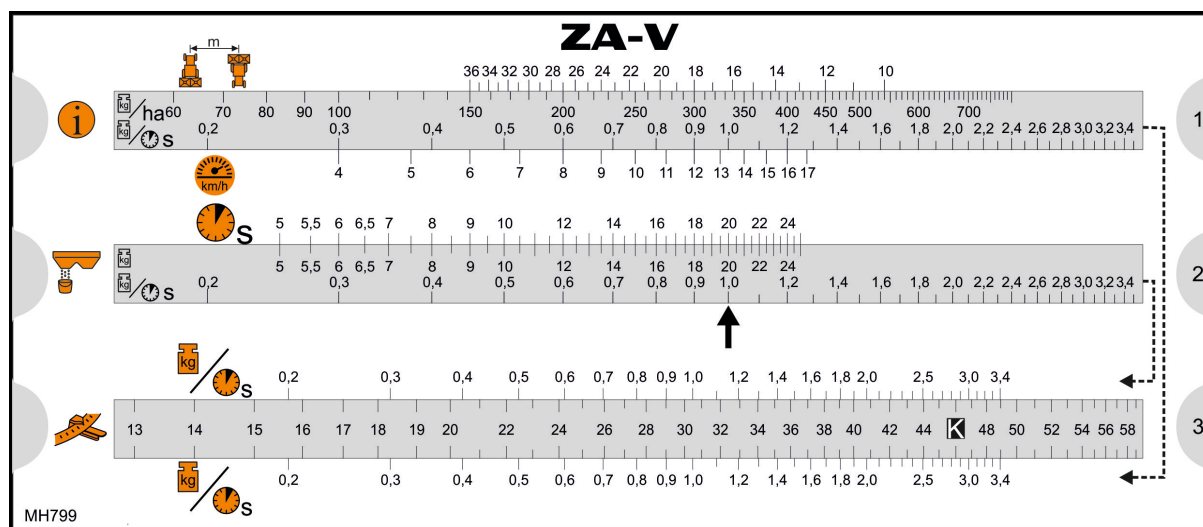 ZA-V
m
36 34 32 30 28 26 24 22 20 18 16 14 12 10
kg/ha 60 70 80 90 100 150 200 250 300 350 400 450 500 600 700
i
1
kg/s 0,2 0,3 0,4 0,5 0,6 0,7 0,8 0,9 1,0 1,2 1,4 1,6 1,8 2,0 2,2 2,4 2,6 2,8 3,0 3,2 3,4
km/h 4 5 6 7 8 9 10 11 12 13 14 15 16 17
s 5 5,5 6 6,5 7 8 9 10 12 14 16 18 20 22 24
kg 5 5,5 6 6,5 7 8 9 10 12 14 16 18 20 22 24
2
kg/s 0,2 0,3 0,4 0,5 0,6 0,7 0,8 0,9 1,0 1,2 1,4 1,6 1,8 2,0 2,2 2,4 2,6 2,8 3,0 3,2 3,4
kg/s 0,2 0,3 0,4 0,5 0,6 0,7 0,8 0,9 1,0 1,2 1,4 1,6 1,8 2,0 2,5 3,0 3,4
13 14 15 16 17 18 19 20 22 24 26 28 30 32 34 36 38 40 42 44 K 48 50 52 54 56 58
3
kg/s 0,2 0,3 0,4 0,5 0,6 0,7 0,8 0,9 1,0 1,2 1,4 1,6 1,8 2,0 2,5 3,0 3,4
MH799